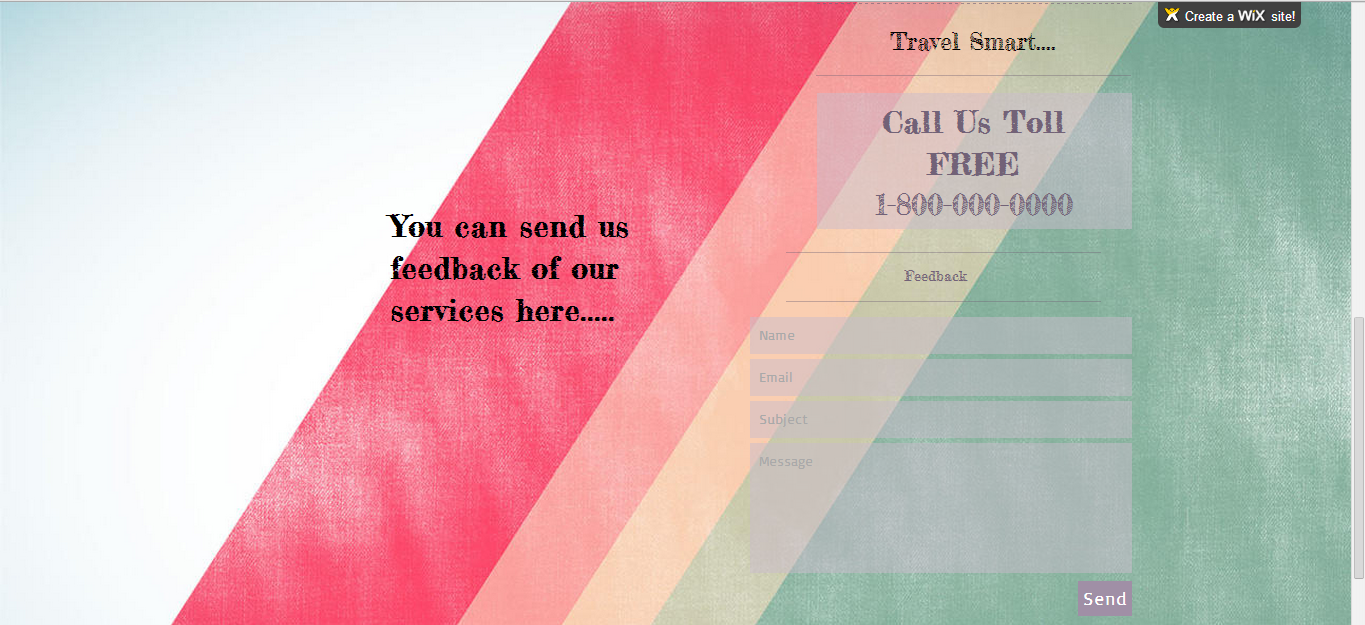 Create a WiX site!
Travel Smart....
Call Us Toll
FREE
1-800-000-0000
You can send us
feedback of our
services here.....
Feedback
Name
Email
Subject
Message
Send